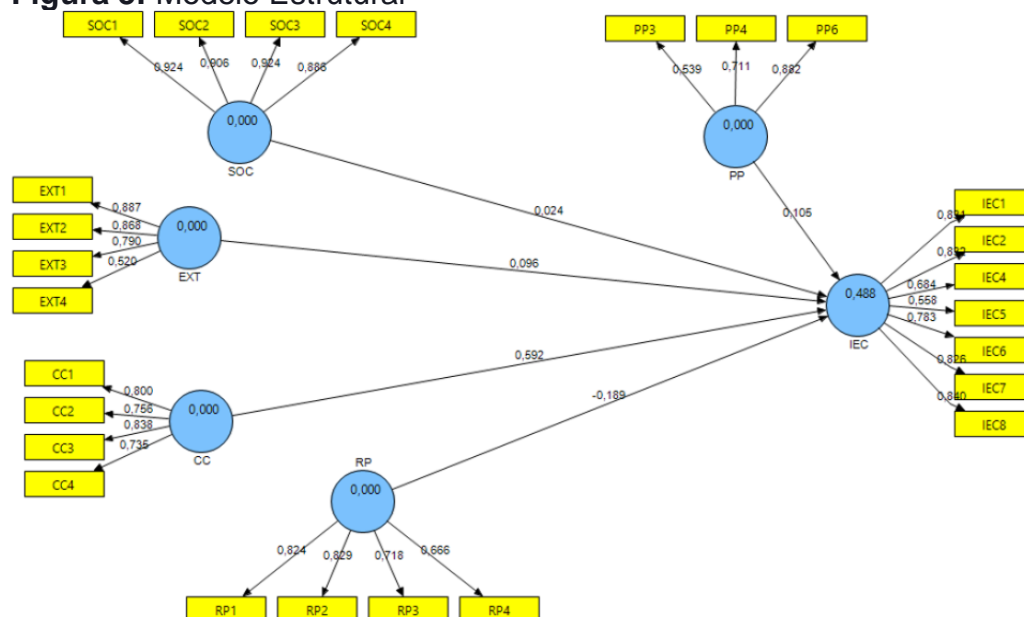 Figura 3. Modelo Estrutural
SOC1 SOC2 SOC3 SOC4
0,924 0,906 0,924 0,886
0,000
SOC
PP3 PP4 PP6
0,539 0,711 0,882
0,000
PP
EXT1
EXT2
EXT3
EXT4
0,887
0,868
0,790
0,520
0,000
EXT
0,024
0,105
0,096
0,592
-0,189
CC1
CC2
CC3
CC4
0,800
0,756
0,838
0,735
0,000
CC
0,488
IEC
0,684
0,558
0,783
0,826
0,840
IEC1
IEC2
IEC4
IEC5
IEC6
IEC7
IEC8
RP
0,000
0,824 0,829 0,718 0,666
RP1 RP2 RP3 RP4